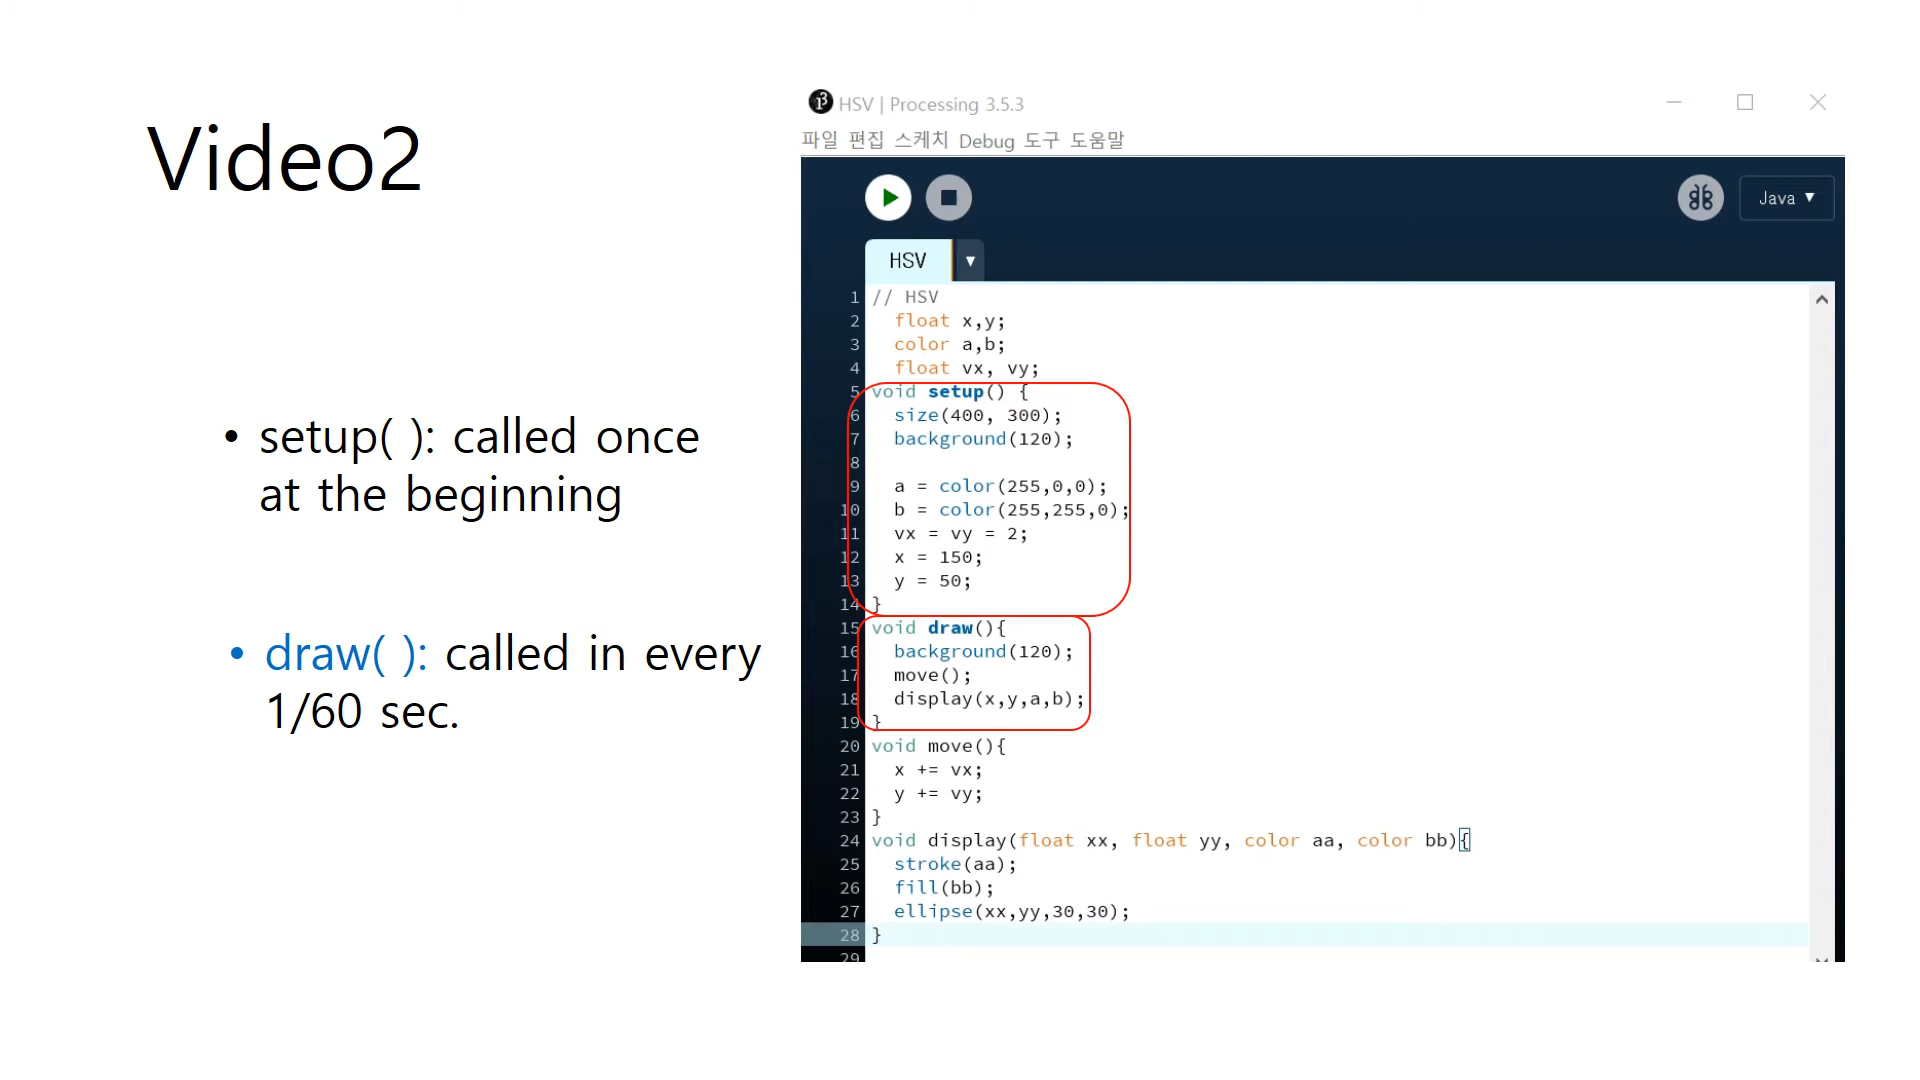 Video2
• setup( ): called once
at the beginning
• draw( ): called in every
1/60 sec.
HSV | Processing 3.5.3
파일 편집 스케치 Debug 도구 도움말
Java ▼
HSV ▼
1 // HSV
2 float x,y;
3 color a,b;
4 float vx, vy;
5 void setup() {
6 size(400, 300);
7 background(120);
8
9 a = color(255,0,0);
10 b = color(255,255,0);
11 vx = vy = 2;
12 x = 150;
13 y = 50;
14 }
15 void draw(){
16 background(120);
17 move();
18 display(x,y,a,b);
19 }
20 void move(){
21 x += vx;
22 y += vy;
23 }
24 void display(float xx, float yy, color aa, color bb){
25 stroke(aa);
26 fill(bb);
27 ellipse(xx,yy,30,30);
28 }
29